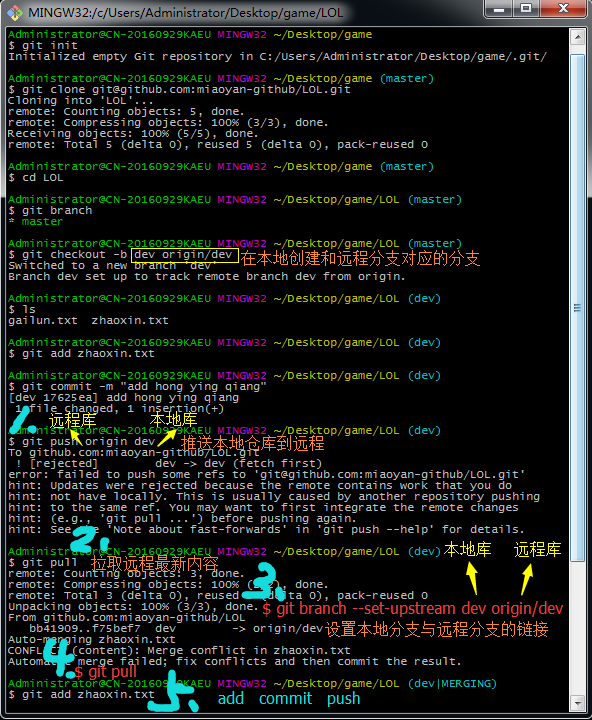 MINGW32:/c/Users/Administrator/Desktop/game/LOL
Administrator@CN-20160929KAEU MINGW32 ~/Desktop/game
$ git init
Initialized empty Git repository in C:/Users/Administrator/Desktop/game/.git/
Administrator@CN-20160929KAEU MINGW32 ~/Desktop/game (master)
$ git clone git@github.com:miaoyan-github/LOL.git
Cloning into 'LOL'...
remote: Counting objects: 5, done.
remote: Compressing objects: 100% (3/3), done.
Receiving objects: 100% (5/5), done.
remote: Total 5 (delta 0), reused 5 (delta 0), pack-reused 0
Administrator@CN-20160929KAEU MINGW32 ~/Desktop/game (master)
$ cd LOL
Administrator@CN-20160929KAEU MINGW32 ~/Desktop/game/LOL (master)
$ git branch
* master
Administrator@CN-20160929KAEU MINGW32 ~/Desktop/game/LOL (master)
$ git checkout -b dev origin/dev 在本地创建和远程分支对应的分支
Switched to a new branch 'dev'
Branch dev set up to track remote branch dev from origin.
Administrator@CN-20160929KAEU MINGW32 ~/Desktop/game/LOL (dev)
$ ls
gailun.txt zhaoxin.txt
Administrator@CN-20160929KAEU MINGW32 ~/Desktop/game/LOL (dev)
$ git add zhaoxin.txt
Administrator@CN-20160929KAEU MINGW32 ~/Desktop/game/LOL (dev)
$ git commit -m "add hong ying qiang"
[dev 17625ea] add hong ying qiang
1 file changed, 1 insertion(+)
1. 远程库 本地库
Administrator@CN-20160929KAEU MINGW32 ~/Desktop/game/LOL (dev)
$ git push origin dev 推送本地仓库到远程
To github.com:miaoyan-github/LOL.git
! [rejected] dev -> dev (fetch first)
error: failed to push some refs to 'git@github.com:miaoyan-github/LOL.git'
hint: Updates were rejected because the remote contains work that you do
hint: not have locally. This is usually caused by another repository pushing
hint: to the same ref. You may want to first integrate the remote changes
hint: (e.g., 'git pull ...') before pushing again.
hint: See the 'Note about fast-forwards' in 'git push --help' for details.
Administrator@CN-20160929KAEU MINGW32 ~/Desktop/game/LOL (dev) 本地库 远程库
2.
$ git pull 拉取远程最新内容
remote: Counting objects: 3, done.
remote: Compressing objects: 100% (2/2), done.
remote: Total 3 (delta 0), reused 3 (delta 0), pack-reused 0
3.
Unpacking objects: 100% (3/3), done. $ git branch --set-upstream dev origin/dev
From github.com:miaoyan-github/LOL
bb41909..f75bef7 dev -> origin/dev 设置本地分支与远程分支的链接
Auto-merging zhaoxin.txt
CONFLICT (content): Merge conflict in zhaoxin.txt
Automatic merge failed; fix conflicts and then commit the result.
4. $ git pull
Administrator@CN-20160929KAEU MINGW32 ~/Desktop/game/LOL (dev|MERGING)
$ git add zhaoxin.txt 5. add commit push